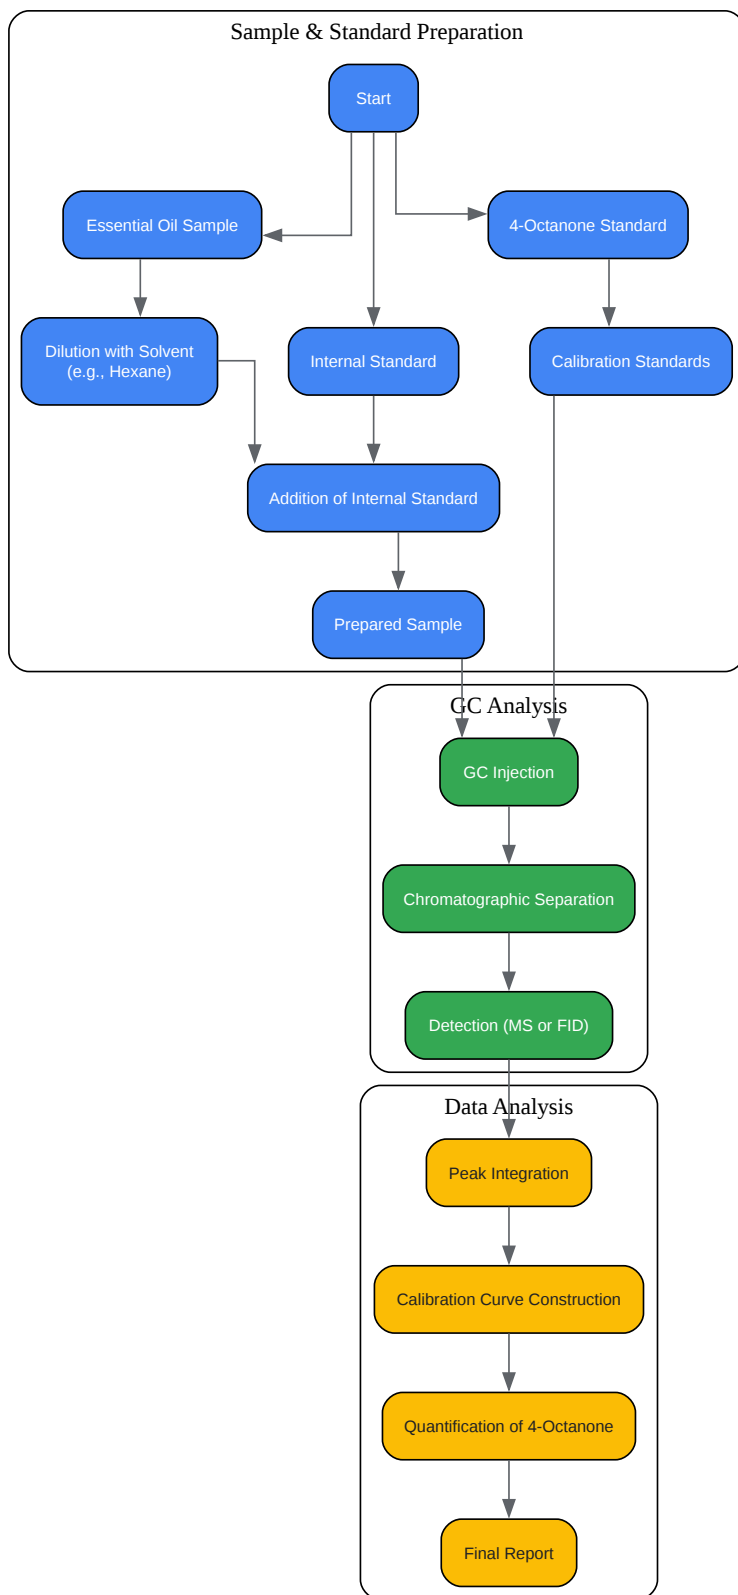 Sample & Standard Preparation
Start
Essential Oil Sample
4-Octanone Standard
Dilution with Solvent
(e.g., Hexane)
Internal Standard
Calibration Standards
Addition of Internal Standard
Prepared Sample
GC Analysis
GC Injection
Chromatographic Separation
Detection (MS or FID)
Data Analysis
Peak Integration
Calibration Curve Construction
Quantification of 4-Octanone
Final Report